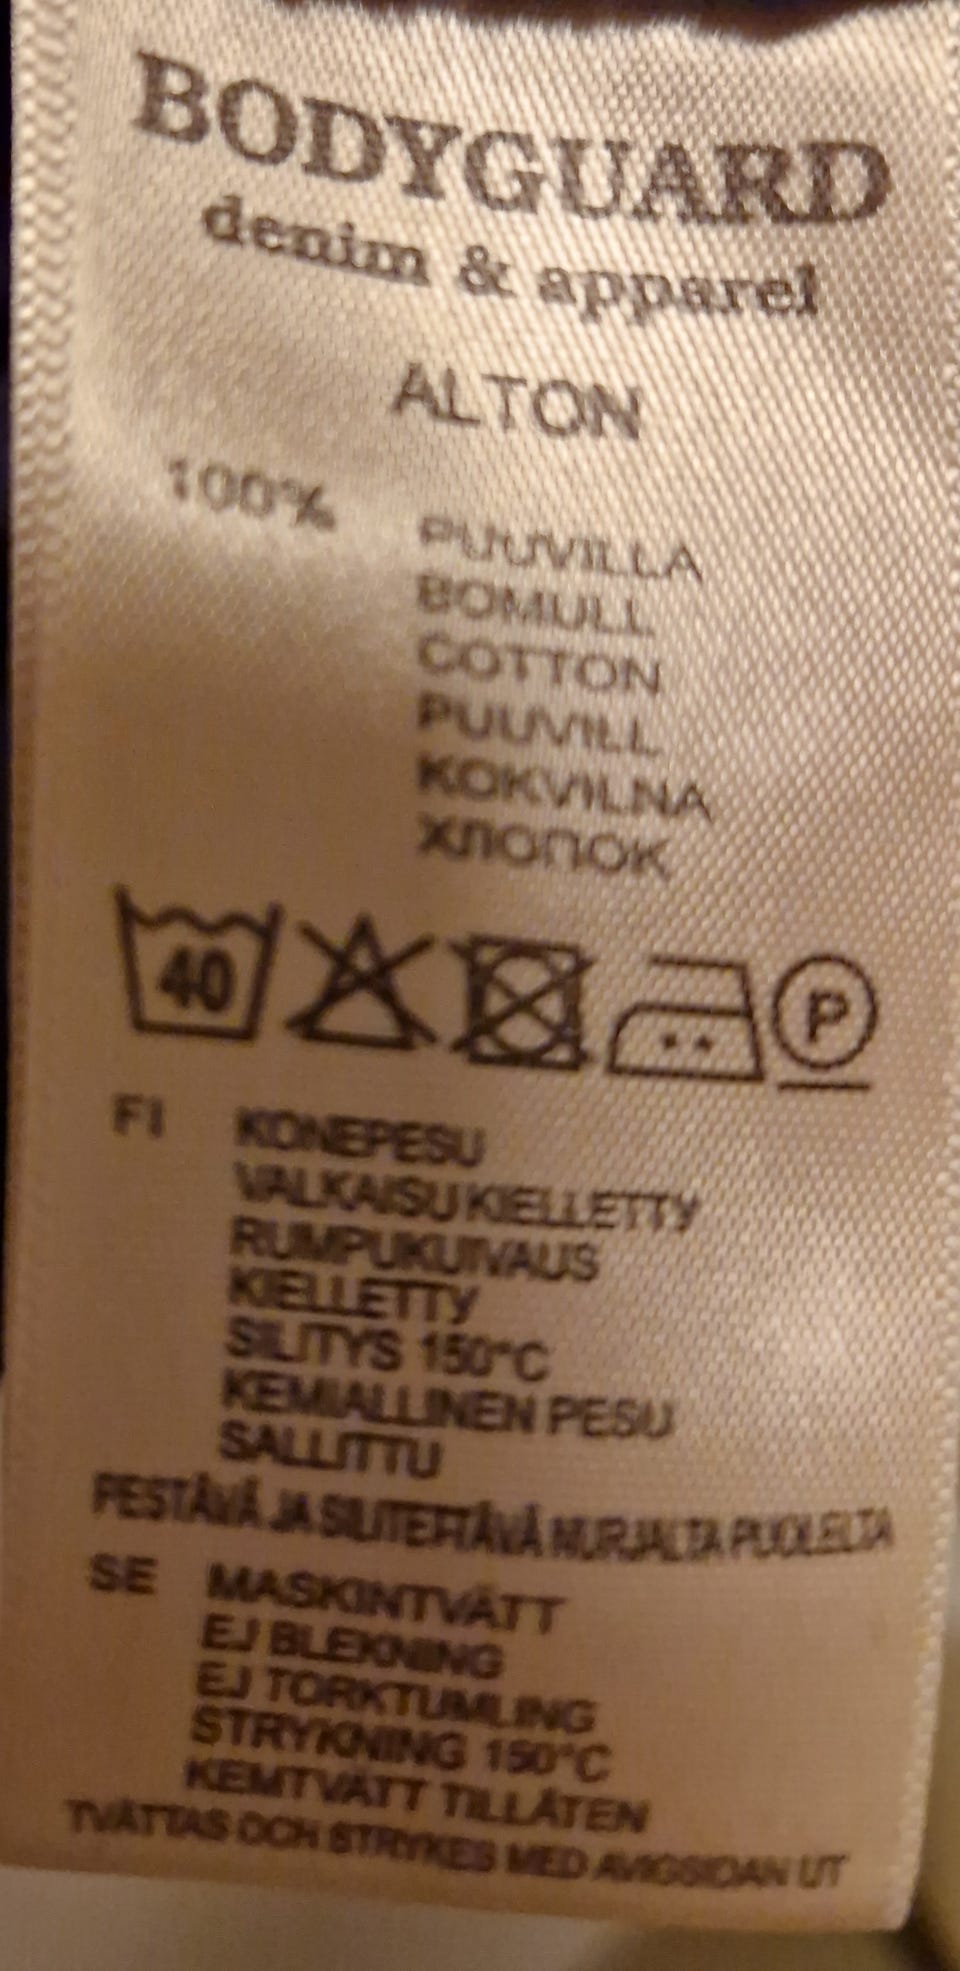 BODYGUARD
denim & apparel
ALTON
100% PUUVILLA
BOMULL
COTTON
PUUVILL
KOKVILNA
ХЛОПОК
40 P
FI KONEPESU
VALKAISU KIELLETTY
RUMPUKUIVAUS
KIELLETTY
SILITYS 150°C
KEMIALLINEN PESU
SALLITTU
PESTÄVÄ JA SILITETTÄVÄ NURJALTA PUOLELTA
SE MASKINTVÄTT
EJ BLEKNING
EJ TORKTUMLING
STRYKNING 150°C
KEMTVÄTT TILLÅTEN
TVÄTTAS OCH STRYKES MED AVIGSIDAN UT